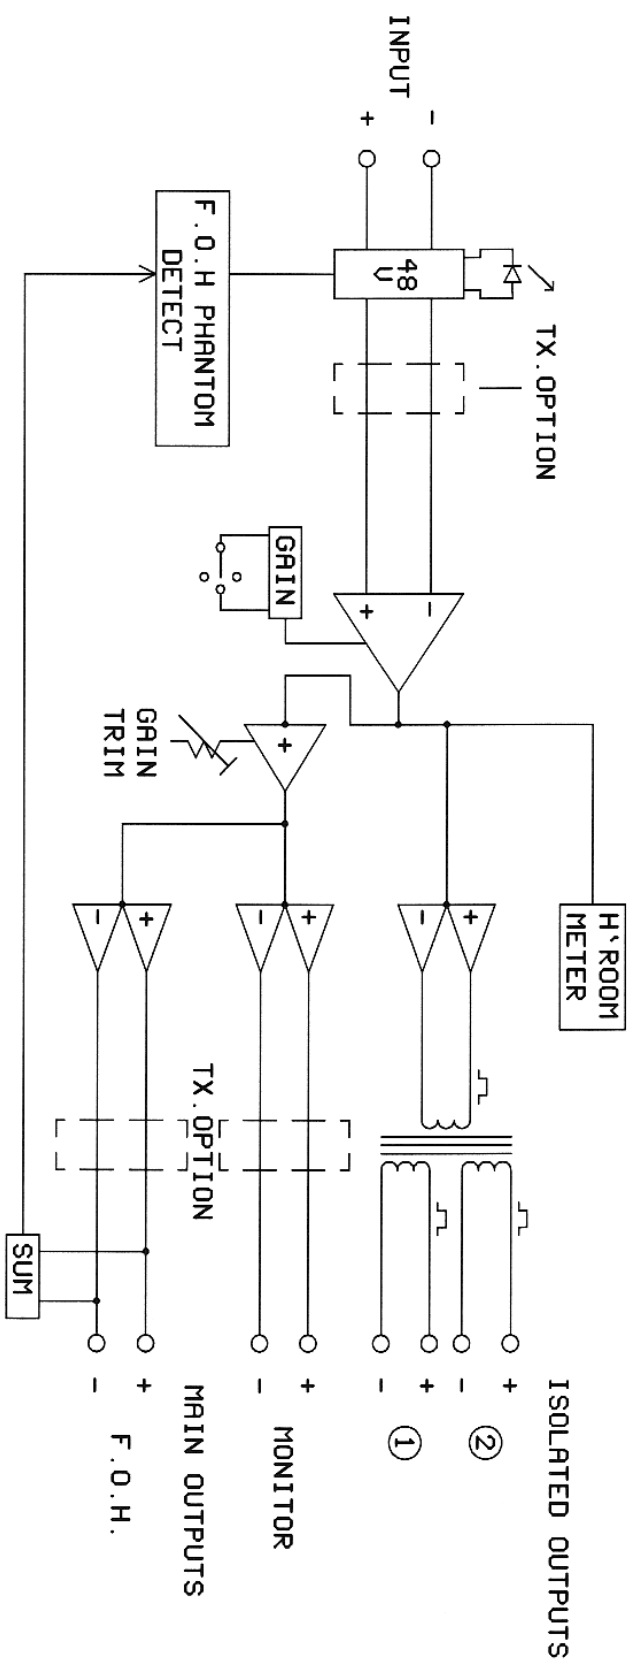 INPUT
+
-
48
V
TX.OPTION
F.O.H PHANTOM
DETECT
GAIN
-
+
+
GAIN
TRIM
H'ROOM
METER
+
-
+
-
+
-
TX.OPTION
SUM
ISOLATED OUTPUTS
+
-
2
+
-
1
+
-
MONITOR
MAIN OUTPUTS
+
-
F.O.H.